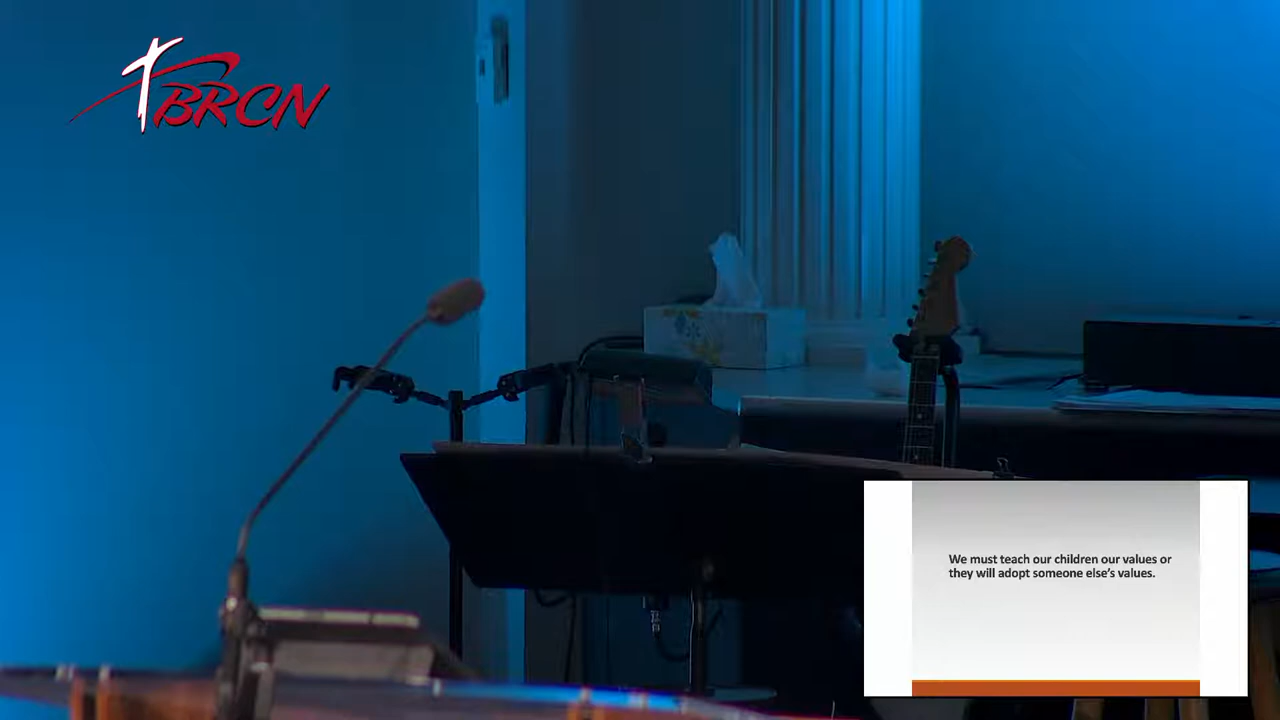 BRCN
We must teach our children our values or
they will adopt someone else's values.